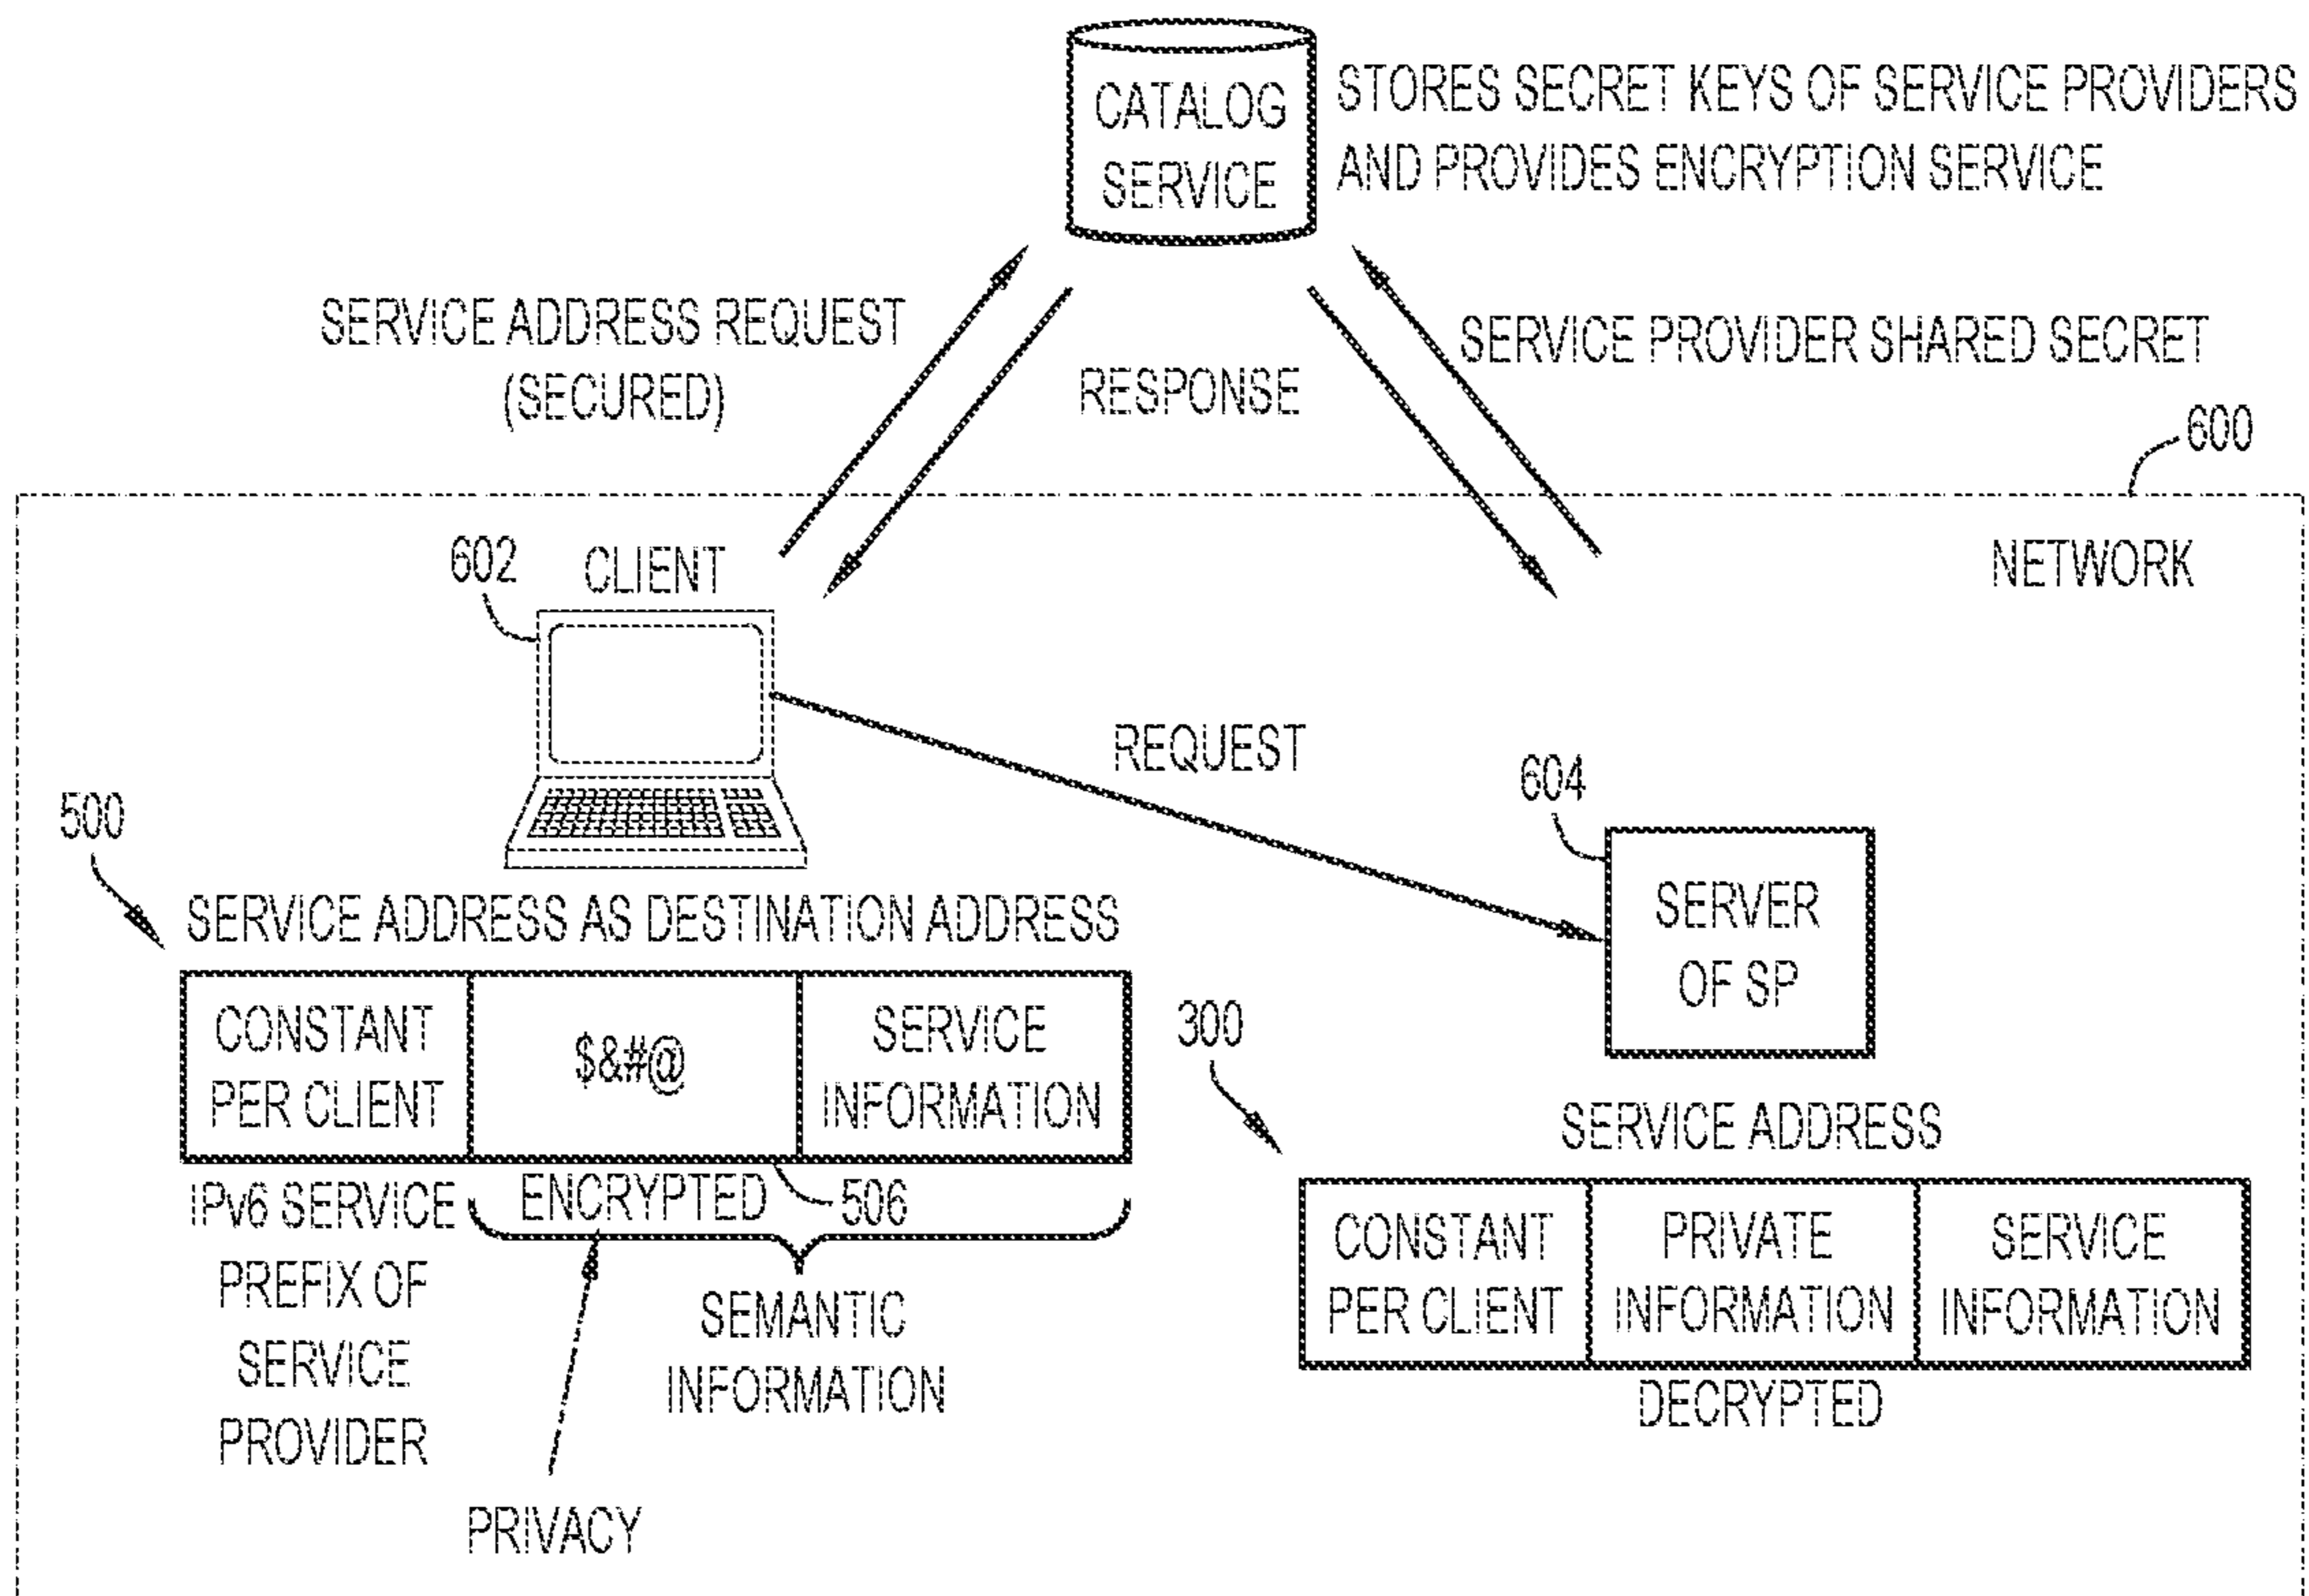 CATALOG
SERVICE
STORES SECRET KEYS OF SERVICE PROVIDERS
AND PROVIDES ENCRYPTION SERVICE
SERVICE ADDRESS REQUEST
(SECURED)
RESPONSE
SERVICE PROVIDER SHARED SECRET
600
NETWORK
602
CLIENT
REQUEST
604
SERVER
OF SP
500
SERVICE ADDRESS AS DESTINATION ADDRESS
CONSTANT
PER CLIENT
$&#@
SERVICE
INFORMATION
IPv6 SERVICE
PREFIX OF
SERVICE
PROVIDER
ENCRYPTED
506
SEMANTIC
INFORMATION
PRIVACY
300
SERVICE ADDRESS
CONSTANT
PER CLIENT
PRIVATE
INFORMATION
SERVICE
INFORMATION
DECRYPTED